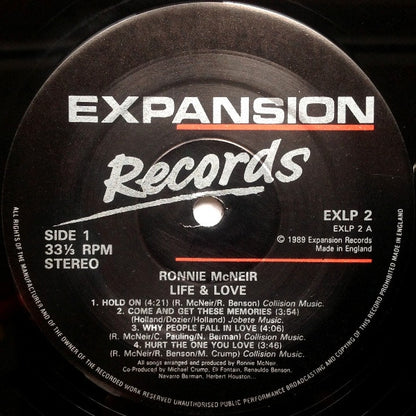 EXPANSION
Records
SIDE 1
33⅓ RPM
STEREO
EXLP 2
EXLP 2 A
℗ 1989 Expansion Records
Made in England
RONNIE McNEIR
LIFE & LOVE
1. HOLD ON (4:21) (R. McNeir/R. Benson) Collision Music.
2. COME AND GET THESE MEMORIES (3:54)
(Holland/Dozier/Holland) Jobete Music.
3. WHY PEOPLE FALL IN LOVE (4:06)
(R. McNeir/C. Pauling/N. Beiman) Collision Music.
4. HURT THE ONE YOU LOVE (3:46)
(R. McNeir/R. Benson/M. Crump) Collision Music.
All songs arranged and produced by Ronnie McNeir.
Co-Produced by Michael Crump, Eli Fontain, Renauldo Benson,
Navarro Barman, Herbert Houston...
ALL RIGHTS OF THE MANUFACTURER AND OF THE OWNER OF THE RECORDED WORK RESERVED UNAUTHORISED PUBLIC PERFORMANCE BROADCASTING AND COPYING OF THIS RECORD PROHIBITED. MADE IN ENGLAND.